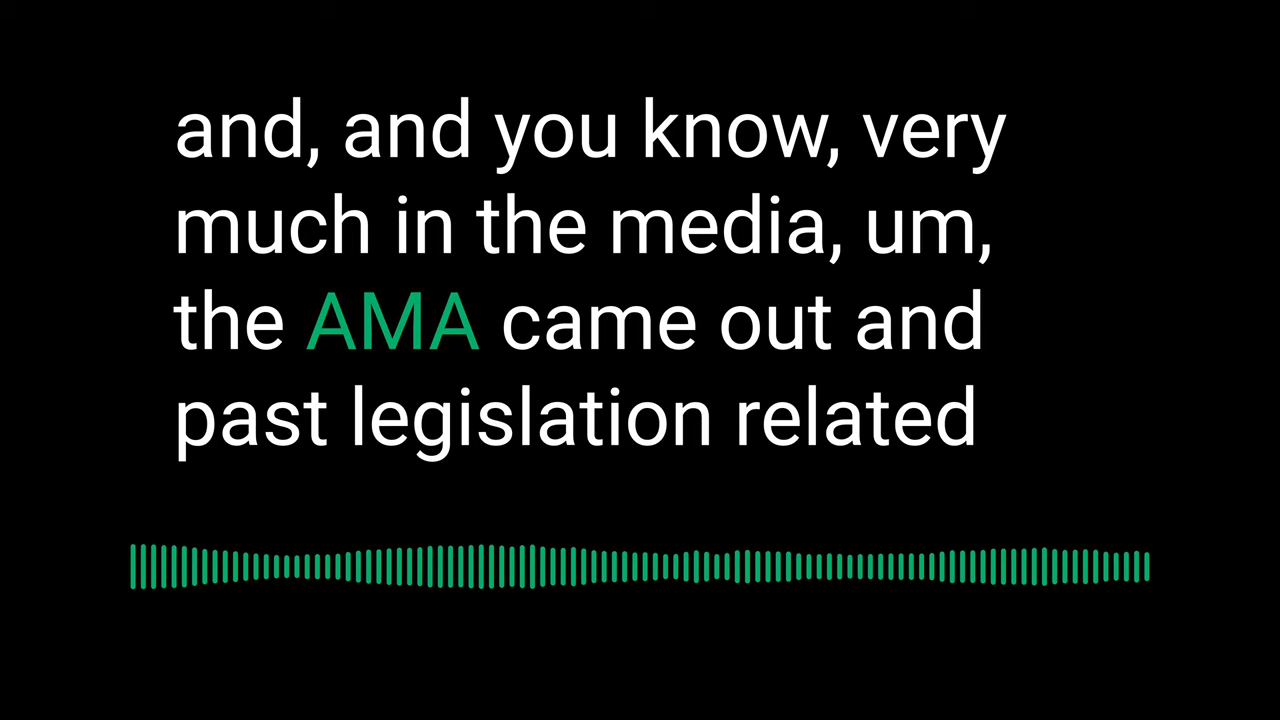 and, and you know, very
much in the media, um,
the AMA came out and
past legislation related